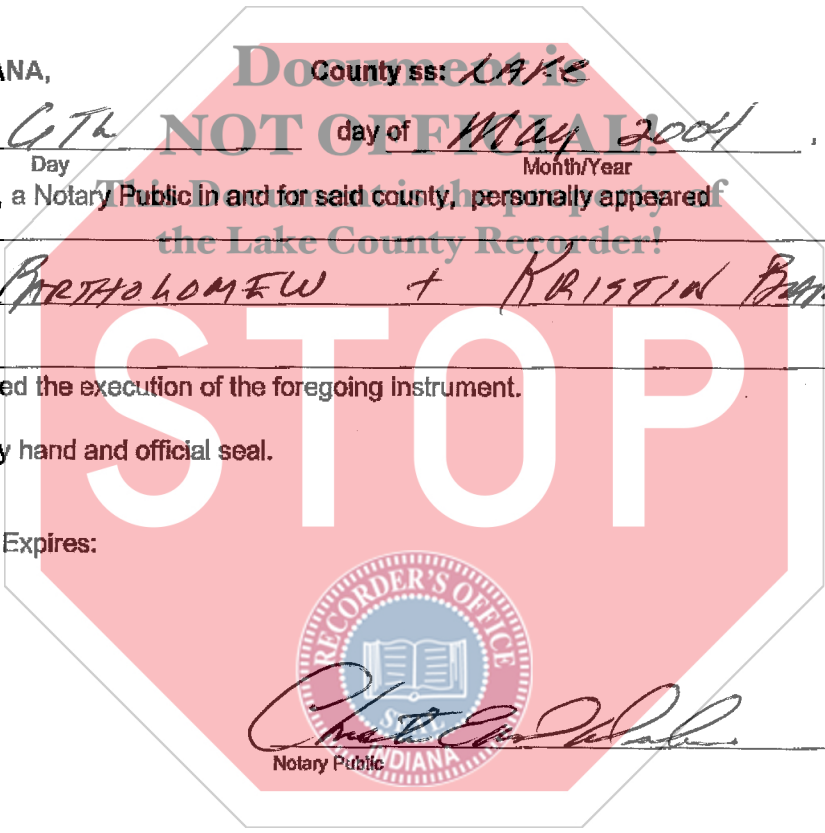 ANA, County ss: LAKE
Document is
6Th day of May 2004,
NOT OFFICIAL!
Day Month/Year
, a Notary Public in and for said county, personally appeared
This Document is the property of
the Lake County Recorder!
BARTHOLOMEW + KRISTIN
STOP
ed the execution of the foregoing instrument.
y hand and official seal.
Expires:
RECORDER'S OFFICE
SEAL
INDIANA
Notary Public